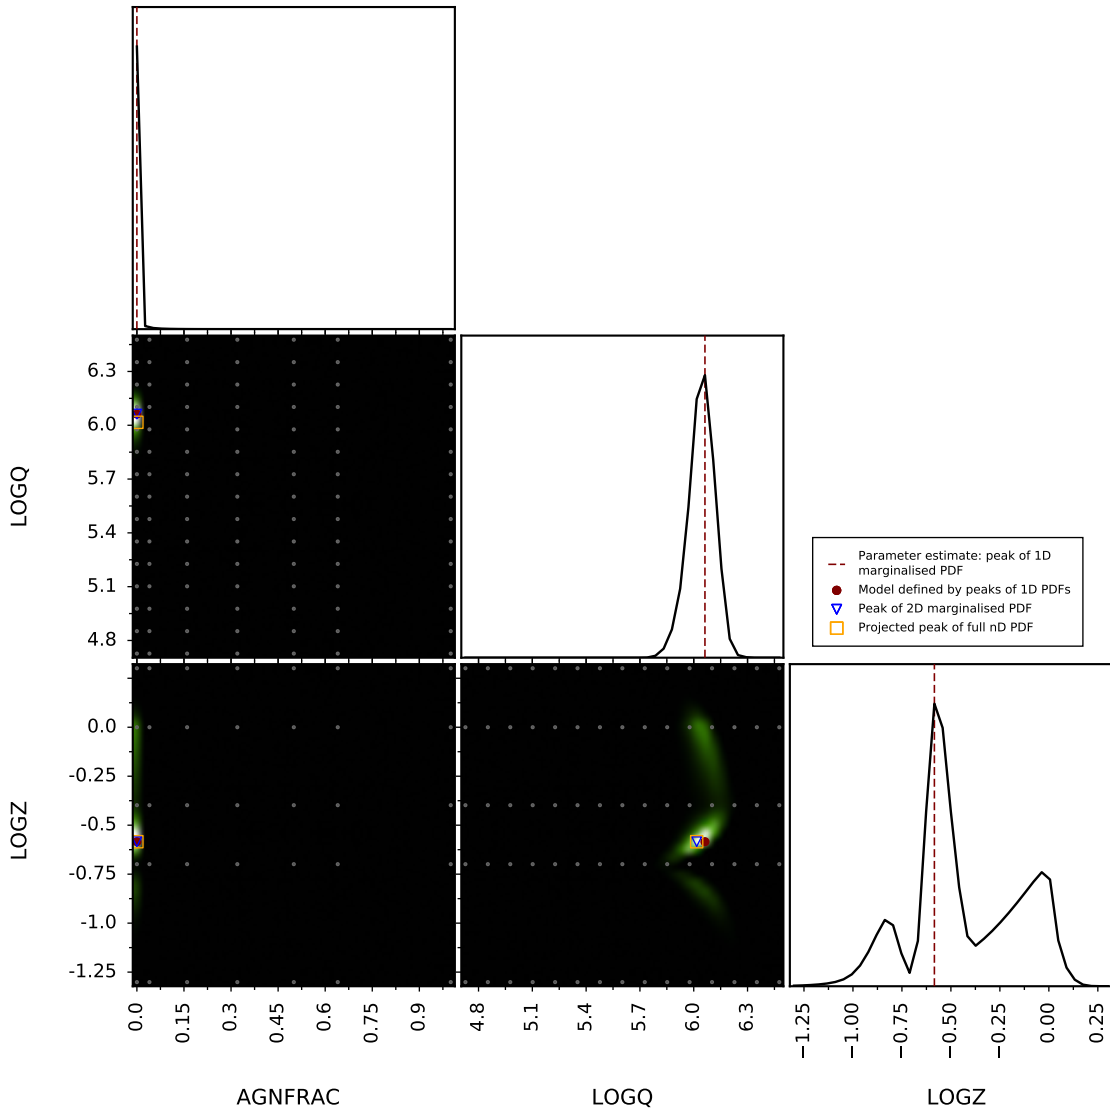 6.3
6.0
5.7
5.4
5.1
4.8
LOGQ
Parameter estimate: peak of 1D
marginalised PDF
Model defined by peaks of 1D PDFs
Peak of 2D marginalised PDF
Projected peak of full nD PDF
0.0
-0.25
-0.5
-0.75
-1.0
-1.25
LOGZ
0.0 0.15 0.3 0.45 0.6 0.75 0.9
4.8 5.1 5.4 5.7 6.0 6.3
−1.25 −1.00 −0.75 −0.50 −0.25 0.00 0.25
AGNFRAC LOGQ LOGZ